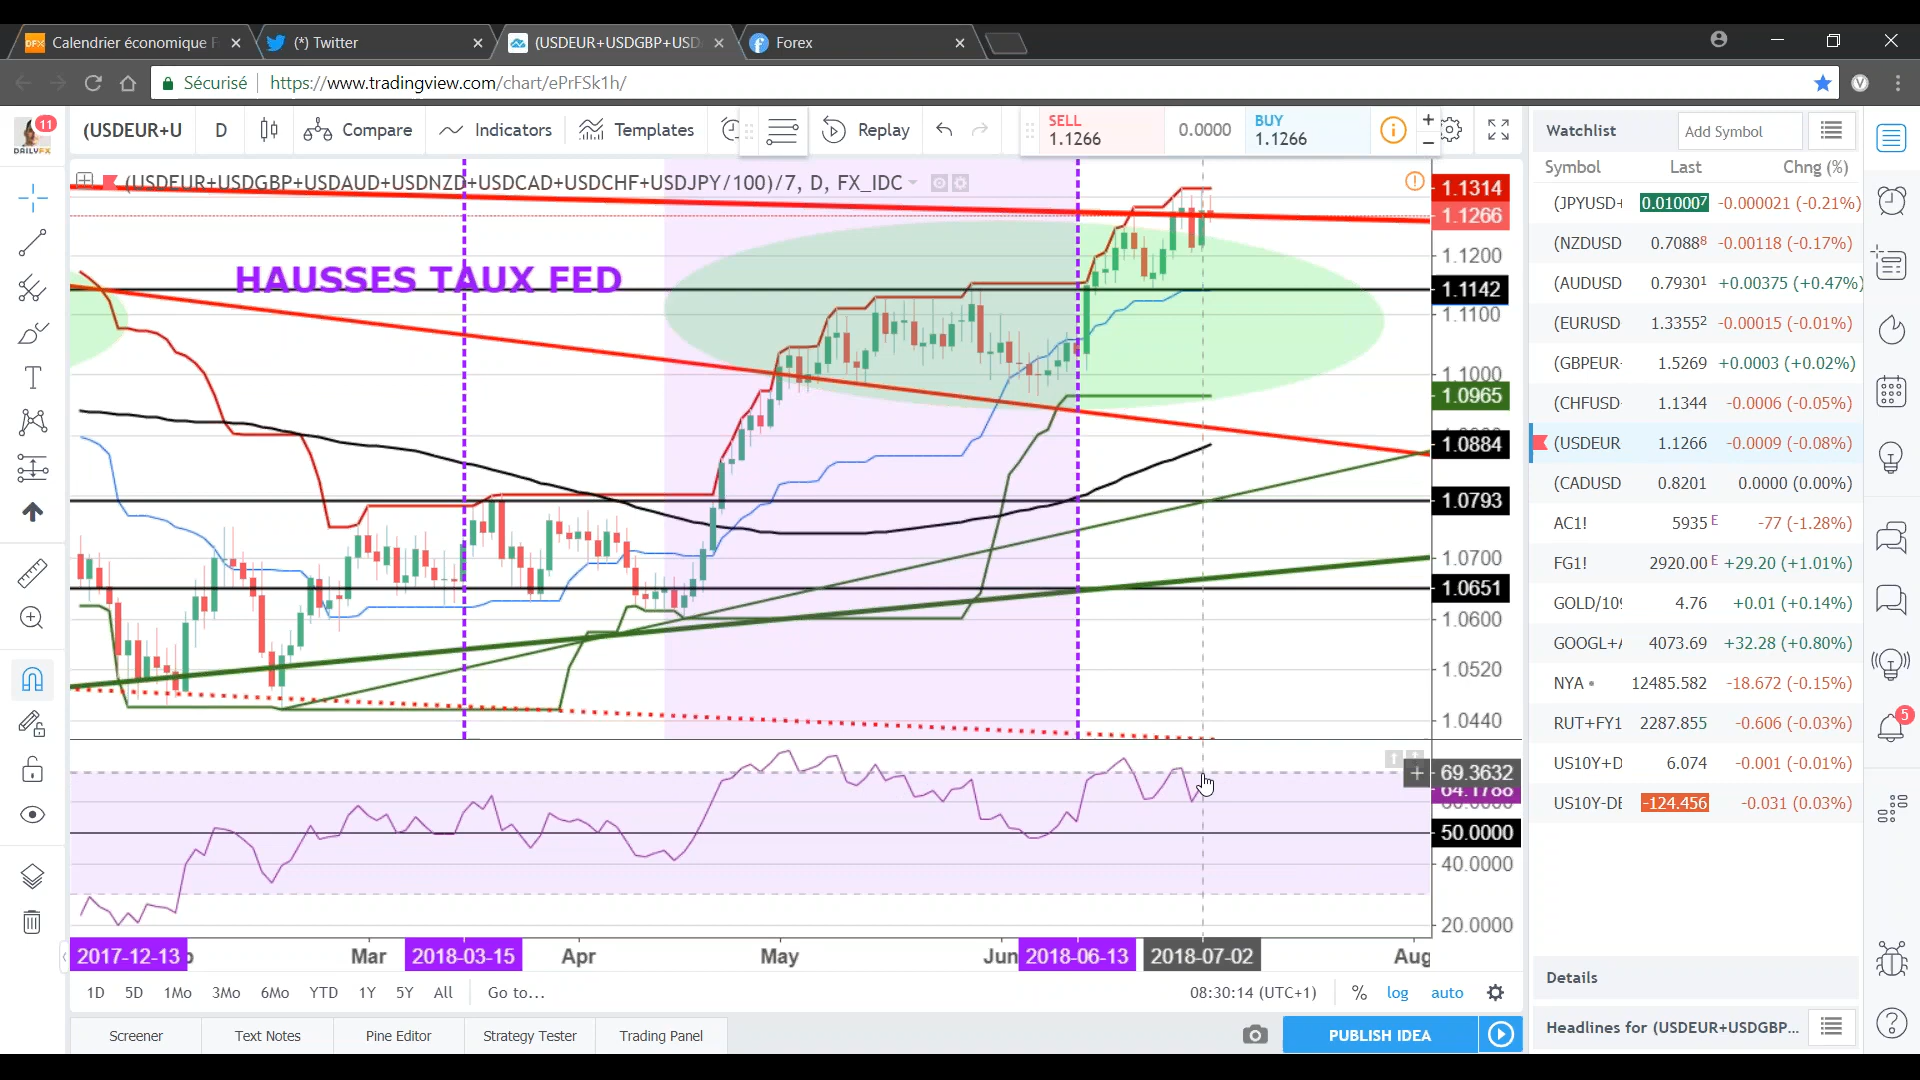 DFX Calendrier économique F
(*) Twitter
(USDEUR+USDGBP+USD
Forex
Sécurisé
https://www.tradingview.com/chart/ePrFSk1h/
11
DAILYFX
(USDEUR+U
D
Compare
Indicators
Templates
Replay
SELL
1.1266
0.0000
BUY
1.1266
(USDEUR+USDGBP+USDAUD+USDNZD+USDCAD+USDCHF+USDJPY/100)/7, D, FX_IDC
HAUSSES TAUX FED
1.1314
1.1266
1.1200
1.1142
1.1100
1.1000
1.0965
1.0884
1.0793
1.0700
1.0651
1.0600
1.0520
1.0440
69.3632
64.1788
50.0000
40.0000
20.0000
2017-12-13
Mar
2018-03-15
Apr
May
Jun
2018-06-13
2018-07-02
Aug
1D 5D 1Mo 3Mo 6Mo YTD 1Y 5Y All Go to...
08:30:14 (UTC+1) % log auto
Screener
Text Notes
Pine Editor
Strategy Tester
Trading Panel
PUBLISH IDEA
Watchlist
Add Symbol
Symbol Last Chng (%)
(JPYUSD+ 0.010007 -0.000021 (-0.21%)
(NZDUSD 0.7088⁸ -0.00118 (-0.17%)
(AUDUSD 0.7930¹ +0.00375 (+0.47%)
(EURUSD 1.3355² -0.00015 (-0.01%)
(GBPEUR- 1.5269 +0.0003 (+0.02%)
(CHFUSD 1.1344 -0.0006 (-0.05%)
(USDEUR 1.1266 -0.0009 (-0.08%)
(CADUSD 0.8201 0.0000 (0.00%)
AC1! 5935 E -77 (-1.28%)
FG1! 2920.00 E +29.20 (+1.01%)
GOLD/10 4.76 +0.01 (+0.14%)
GOOGL+/ 4073.69 +32.28 (+0.80%)
NYA 12485.582 -18.672 (-0.15%)
RUT+FY1 2287.855 -0.606 (-0.03%)
US10Y+D 6.074 -0.001 (-0.01%)
US10Y-DE -124.456 -0.031 (0.03%)
Details
Headlines for (USDEUR+USDGBP...
5